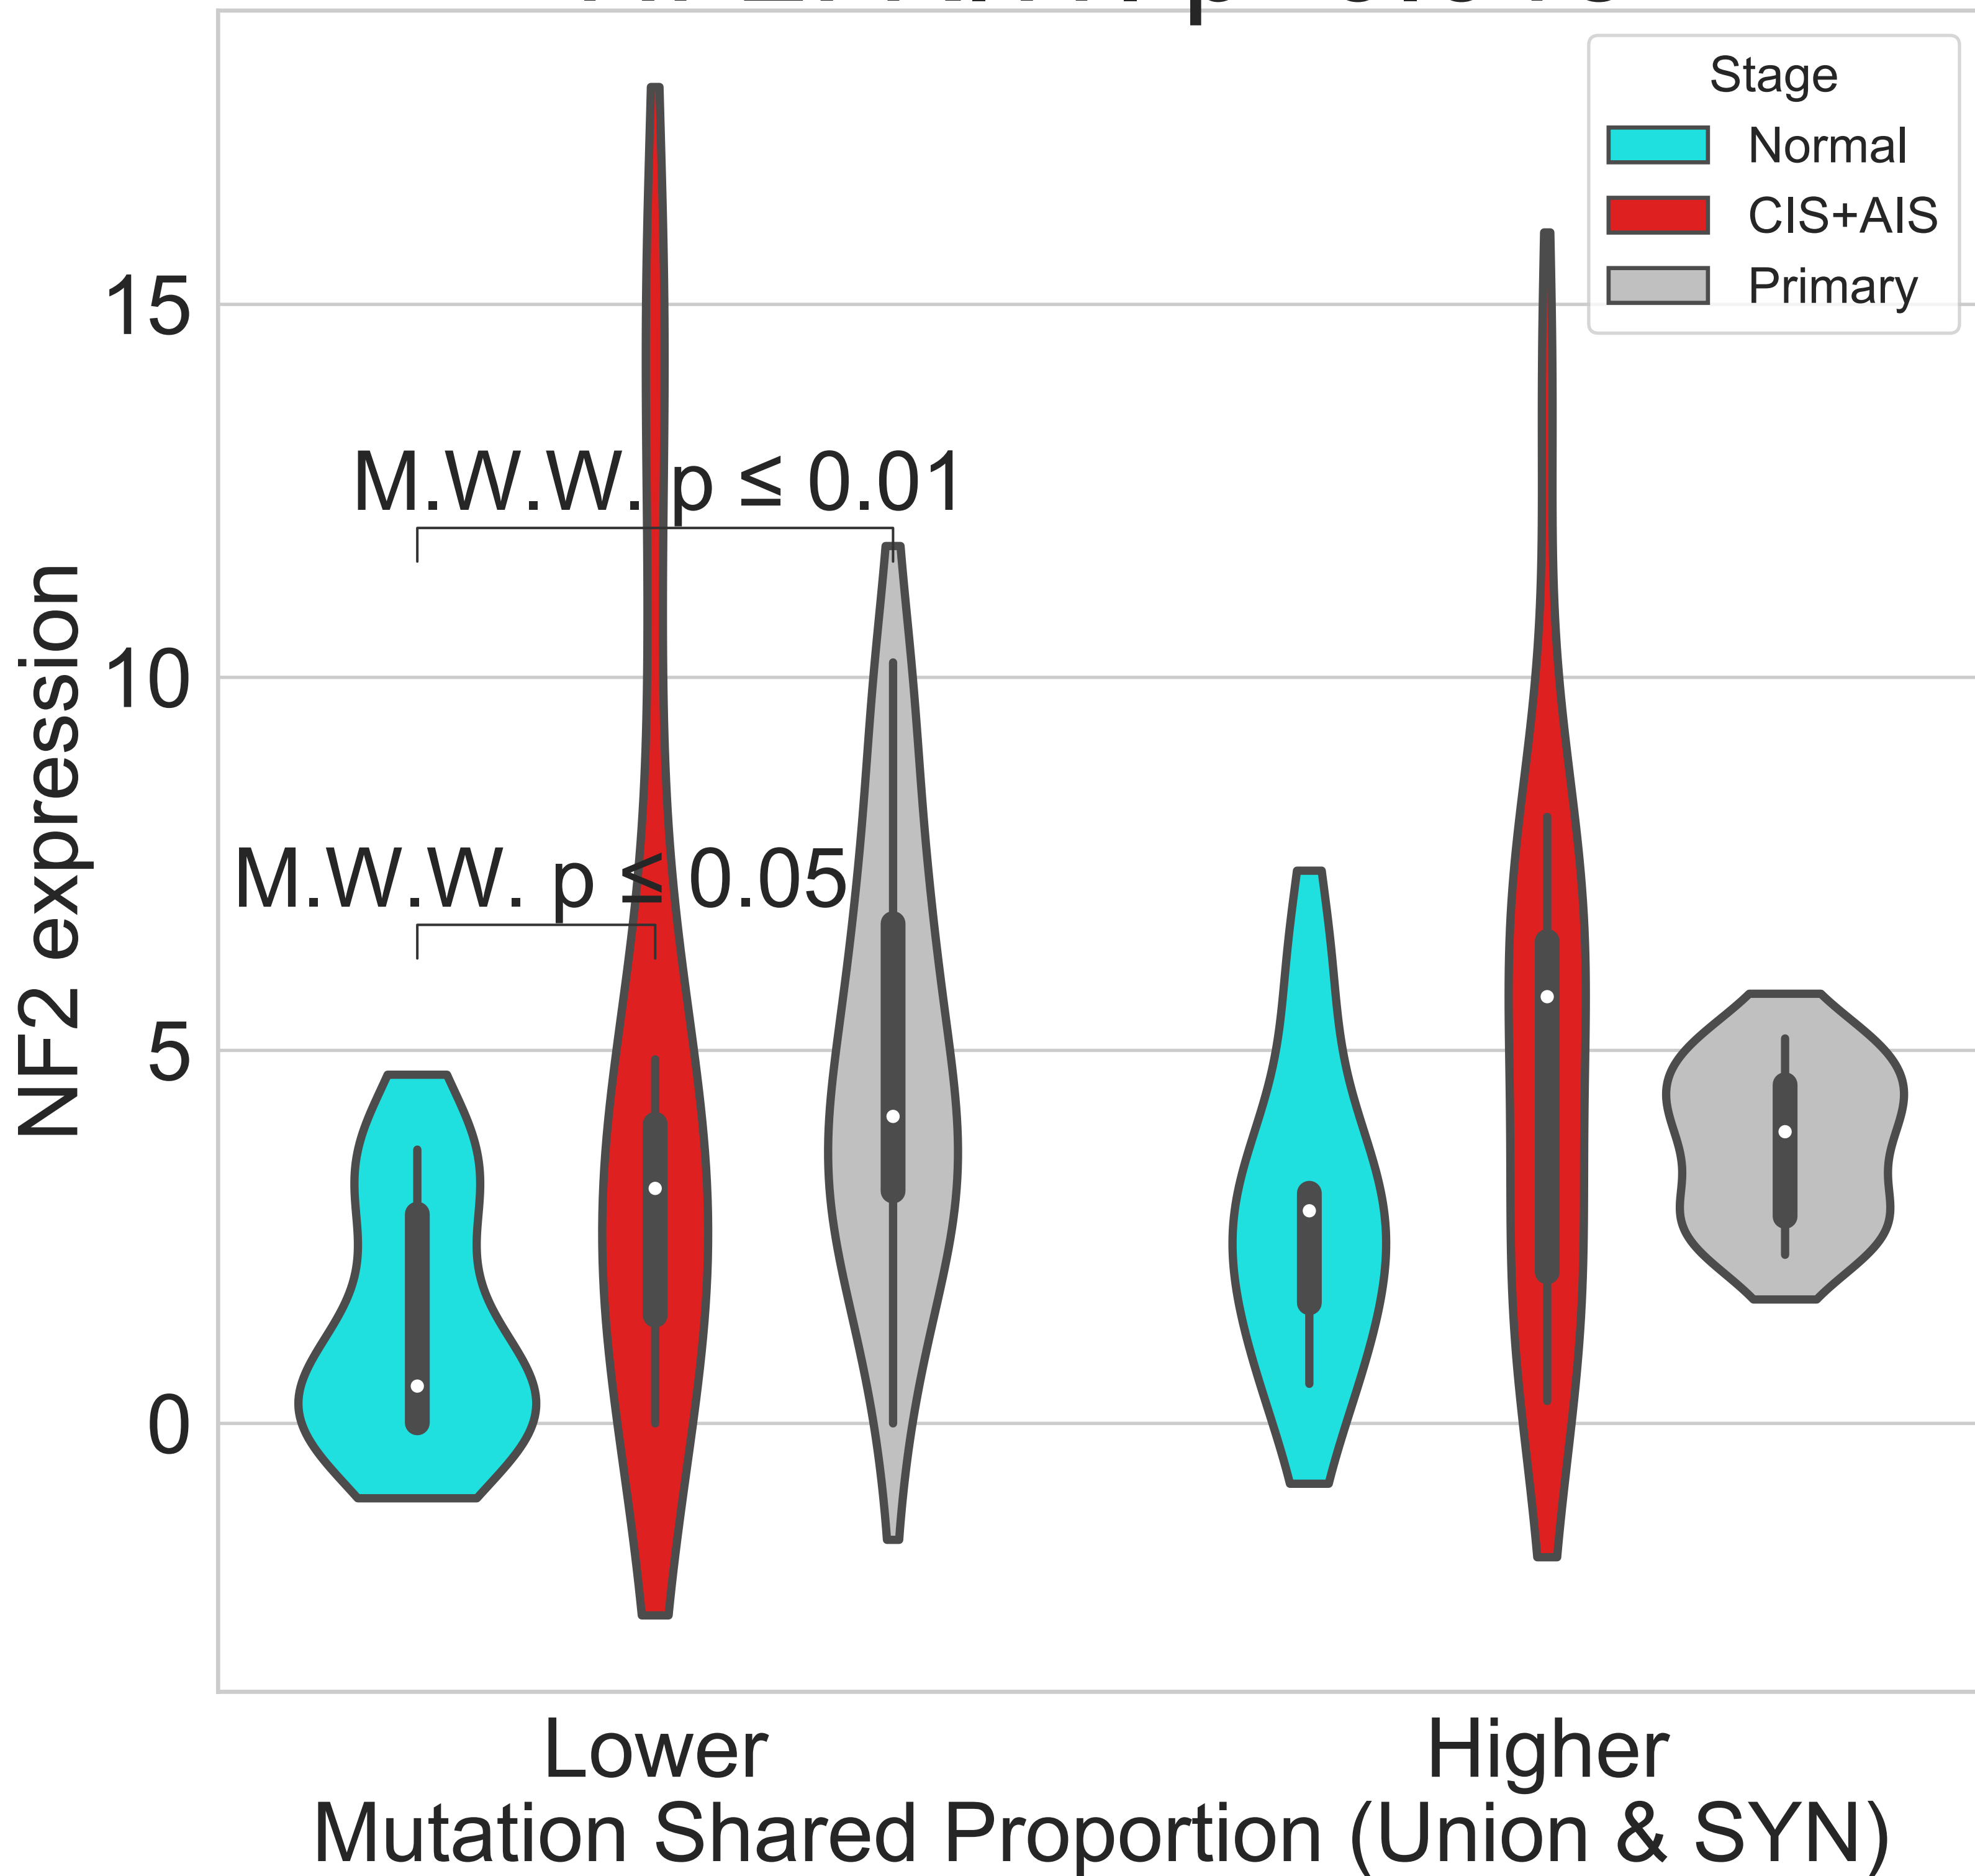 Stage
Normal
CIS+AIS
Primary
15
10
5
0
NF2 expression
M.W.W. p ≤ 0.01
M.W.W. p ≤ 0.05
Lower
Higher
Mutation Shared Proportion (Union & SYN)